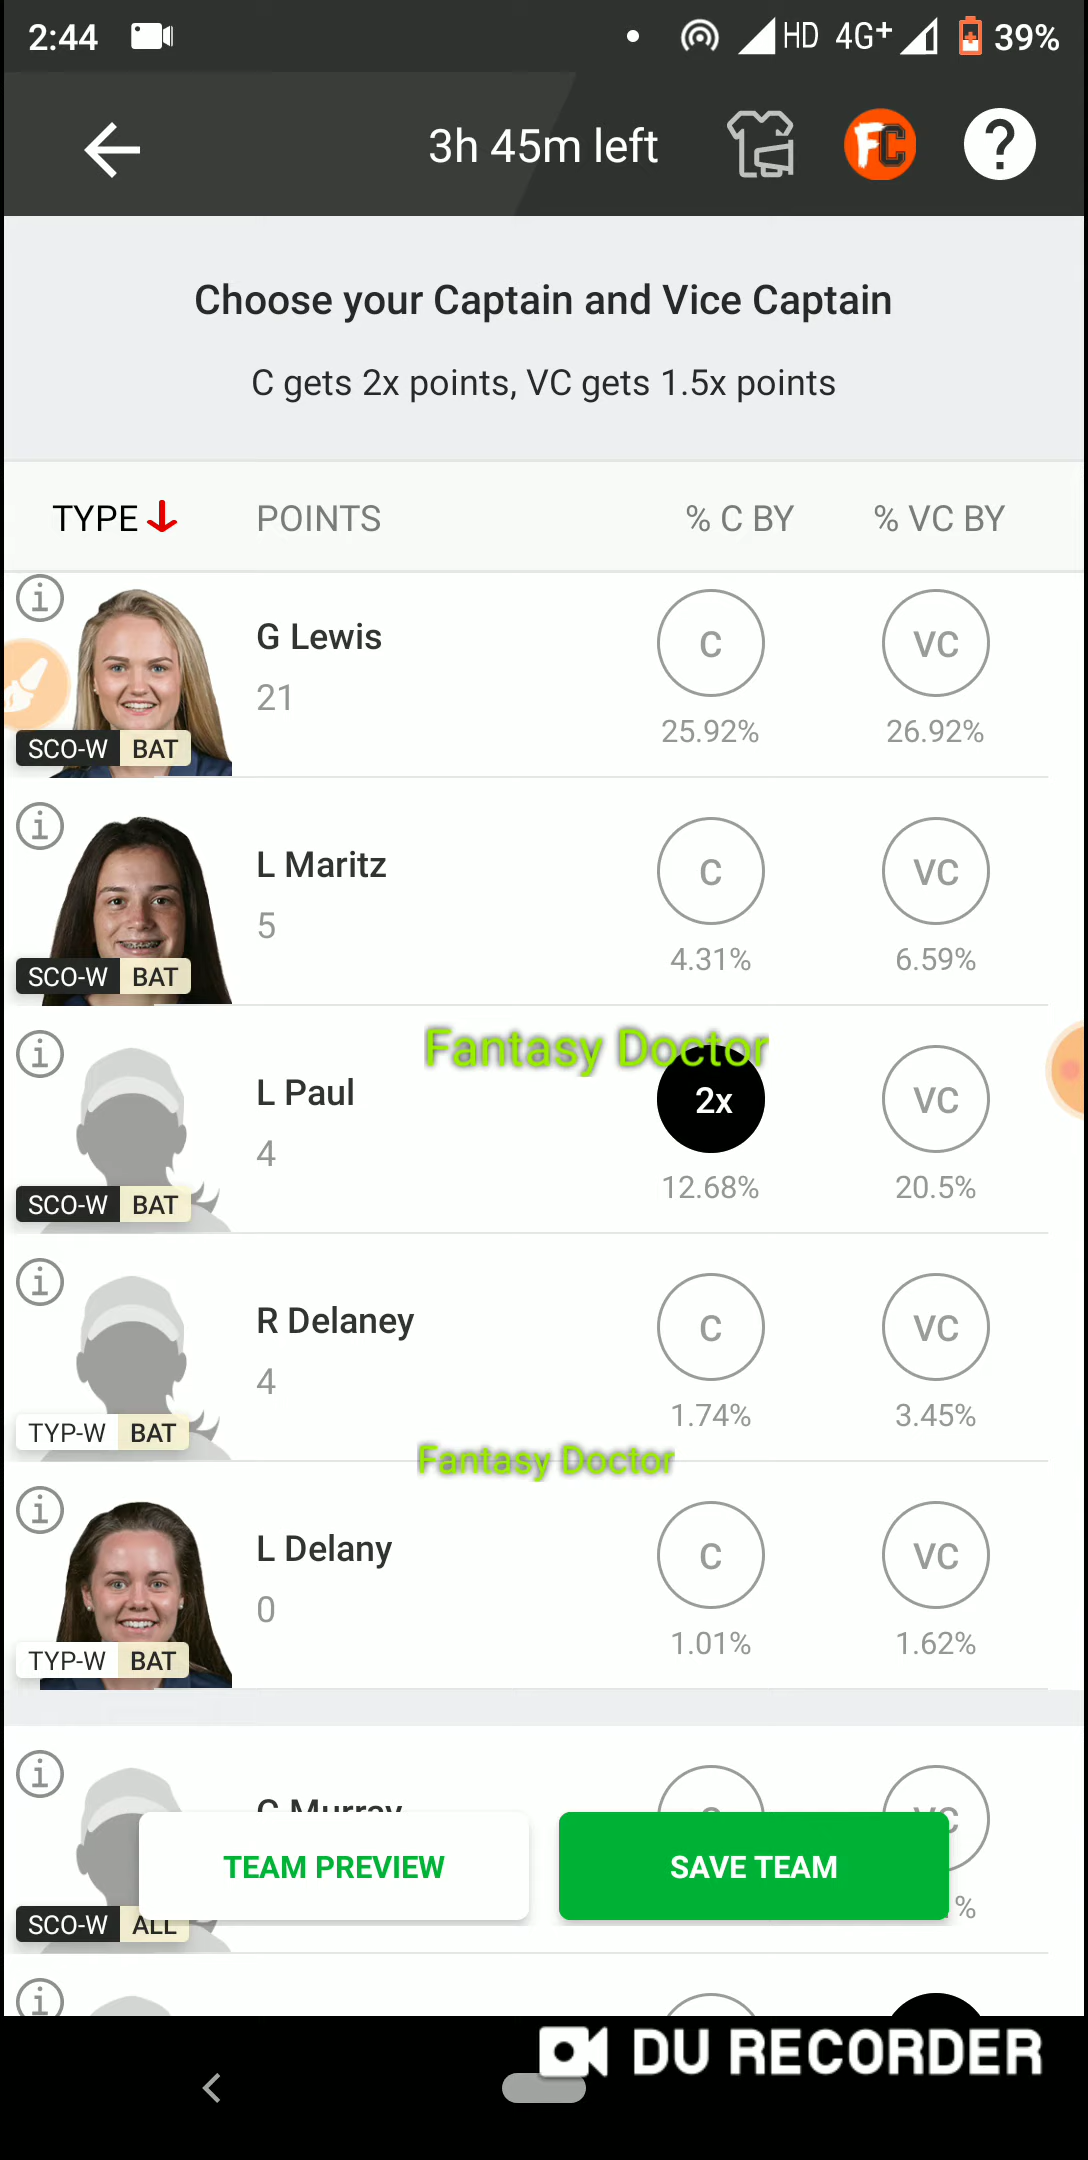 2:44 HD 4G+ 39%
3h 45m left FC ?
Choose your Captain and Vice Captain
C gets 2x points, VC gets 1.5x points
TYPE POINTS % C BY % VC BY
i
G Lewis C VC
21
SCO-W BAT 25.92% 26.92%
i
L Maritz C VC
5
SCO-W BAT 4.31% 6.59%
Fantasy Doctor
i
L Paul 2x VC
4
SCO-W BAT 12.68% 20.5%
i
R Delaney C VC
4
TYP-W BAT 1.74% 3.45%
Fantasy Doctor
i
L Delany C VC
0
TYP-W BAT 1.01% 1.62%
i
C Murray C VC
TEAM PREVIEW SAVE TEAM
SCO-W ALL %
i
DU RECORDER